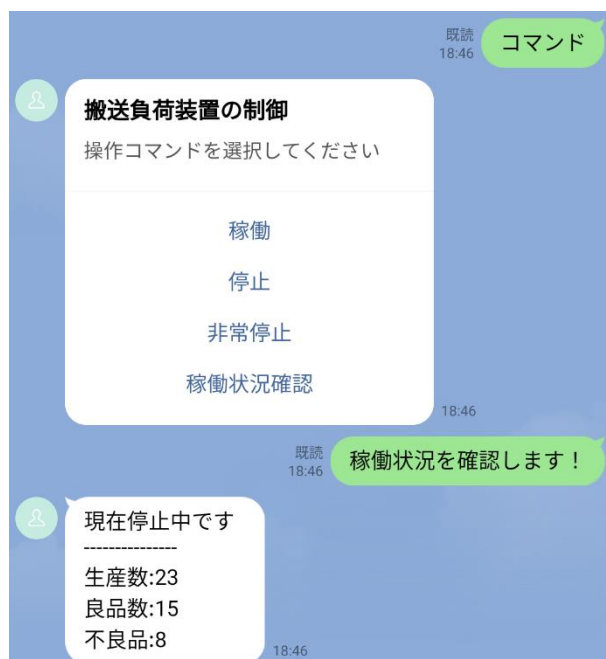 既読
18:46
コマンド
搬送負荷装置の制御
操作コマンドを選択してください
稼働
停止
非常停止
稼働状況確認
18:46
既読
18:46
稼働状況を確認します！
現在停止中です
---------------
生産数:23
良品数:15
不良品:8
18:46